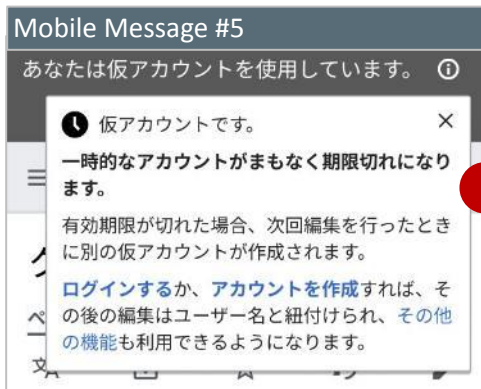 Mobile Message #5
あなたは仮アカウントを使用しています。
仮アカウントです。
一時的なアカウントがまもなく期限切れになり
ます。
有効期限が切れた場合、次回編集を行ったとき
に別の仮アカウントが作成されます。
ログインするか、アカウントを作成すれば、そ
の後の編集はユーザー名と紐付けられ、その他
の機能も利用できるようになります。